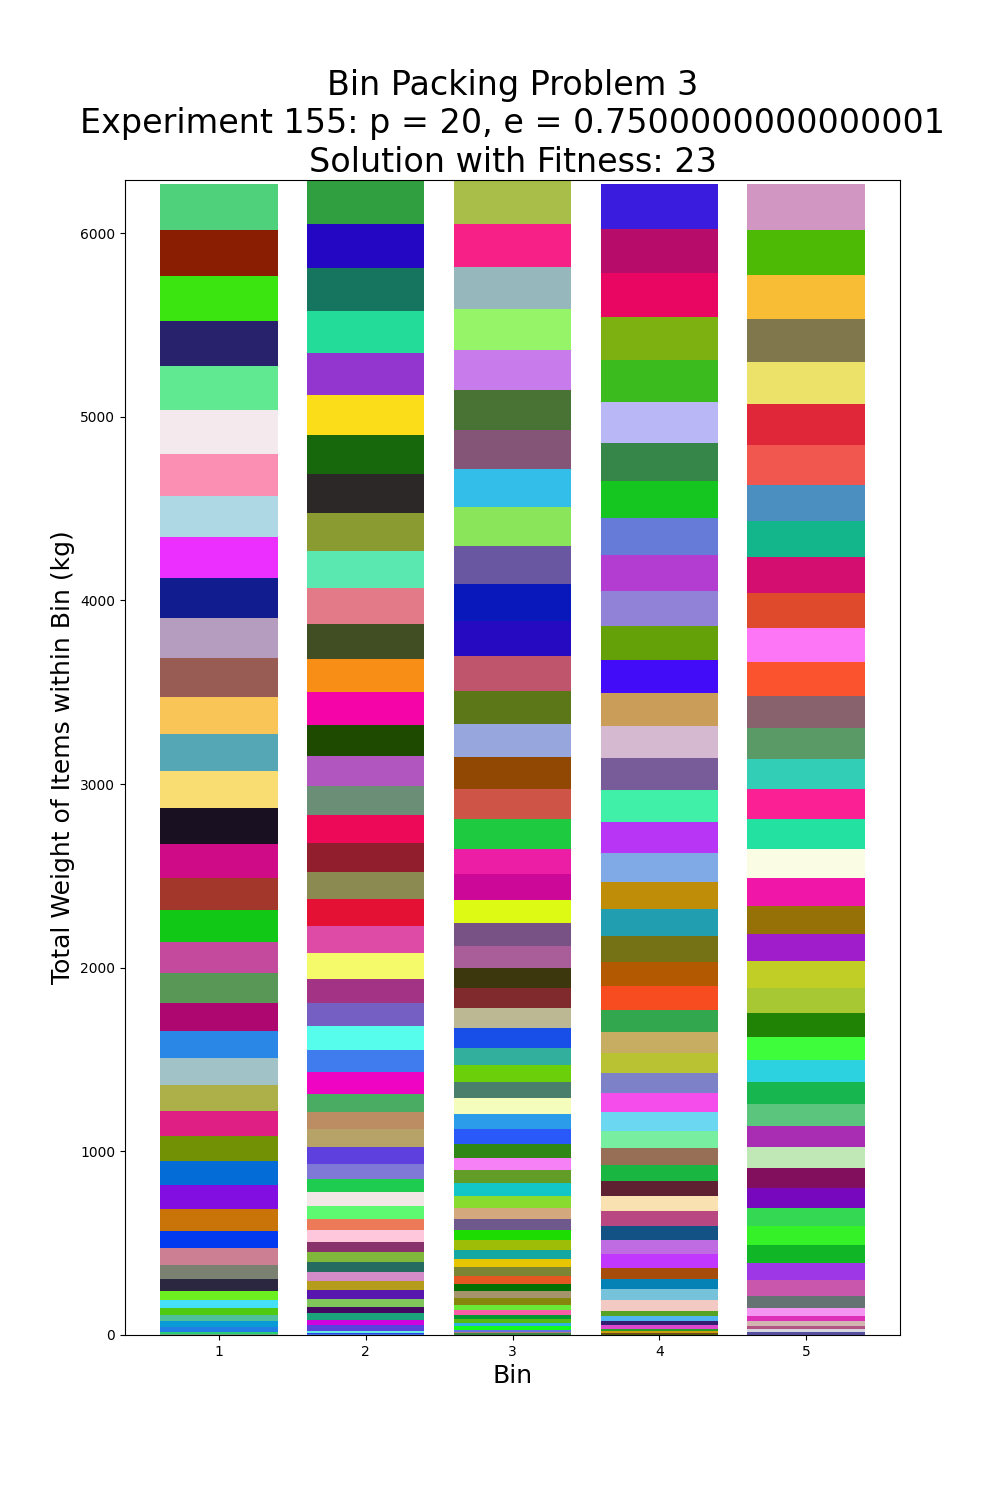 Bin Packing Problem 3
Experiment 155: p = 20, e = 0.7500000000000001
Solution with Fitness: 23
Total Weight of Items within Bin (kg)
6000
5000
4000
3000
2000
1000
0
1 2 3 4 5
Bin